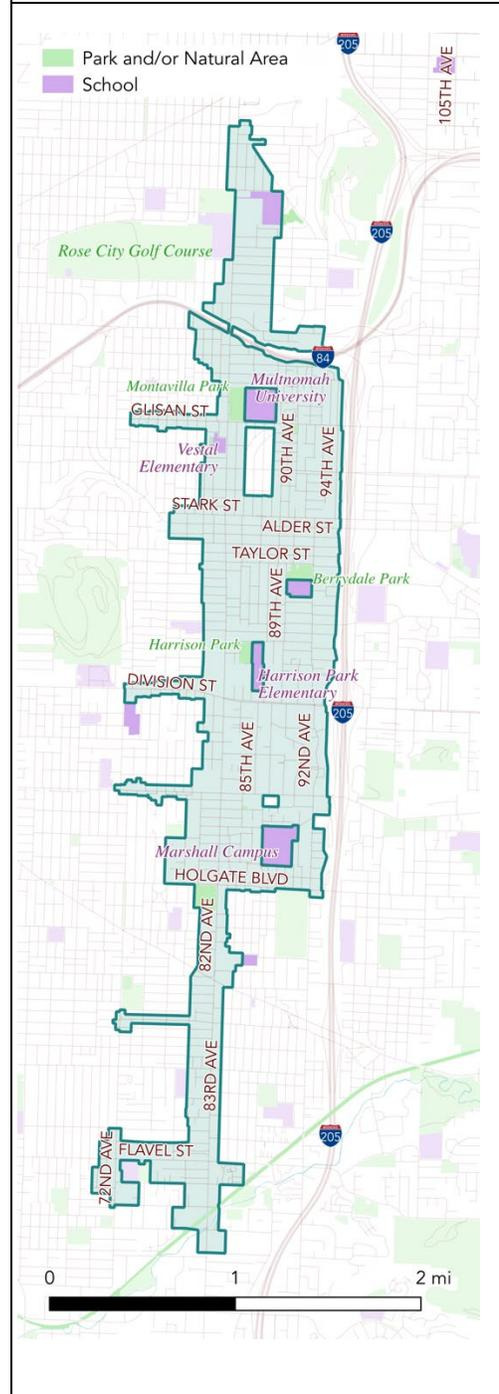 205
Park and/or Natural Area
School
105TH AVE
205
Rose City Golf Course
84
Montavilla Park
Multnomah
University
GLISAN ST
Vestal
Elementary
90TH AVE
94TH AVE
STARK ST
ALDER ST
TAYLOR ST
89TH AVE
Berrydale Park
Harrison Park
Harrison Park
Elementary
DIVISION ST
205
85TH AVE
92ND AVE
Marshall Campus
HOLGATE BLVD
82ND AVE
83RD AVE
205
72ND AVE
FLAVEL ST
0 1 2 mi